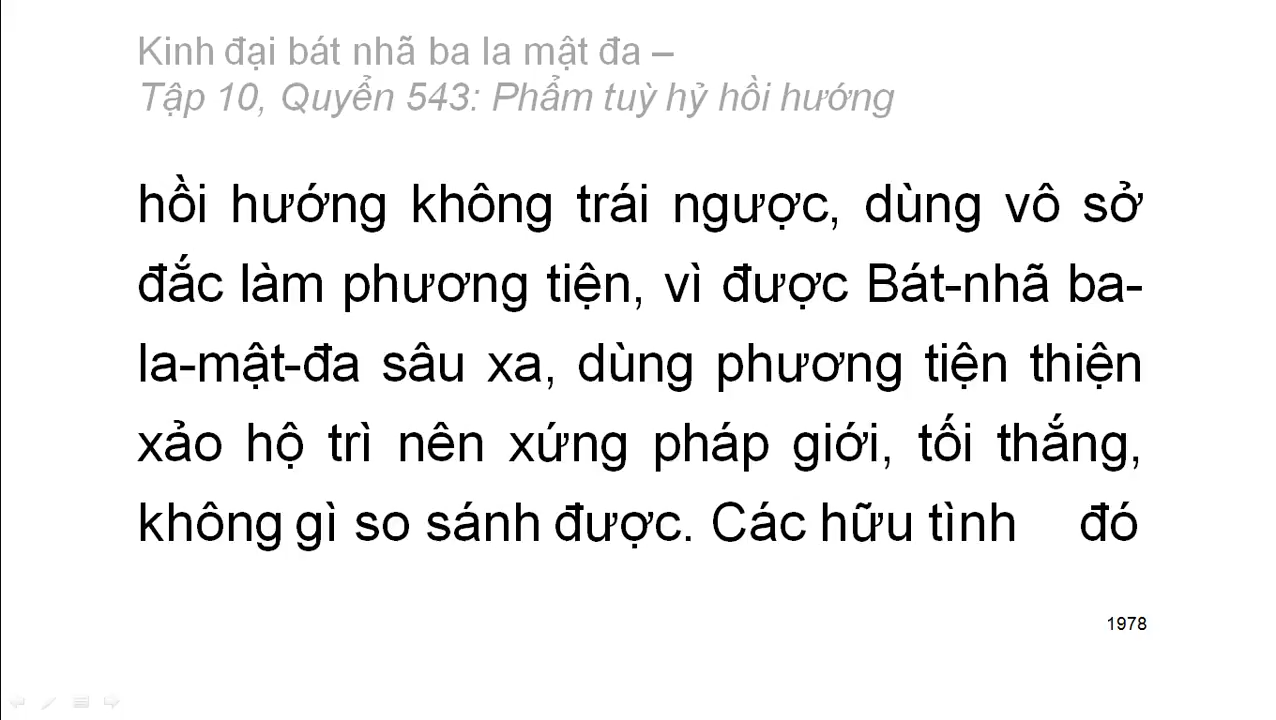 Kinh đại bát nhã ba la mật đa –
Tập 10, Quyển 543: Phẩm tuỳ hỷ hồi hướng
hồi hướng không trái ngược, dùng vô sở
đắc làm phương tiện, vì được Bát-nhã ba-
la-mật-đa sâu xa, dùng phương tiện thiện
xảo hộ trì nên xứng pháp giới, tối thắng,
không gì so sánh được. Các hữu tình đó
1978